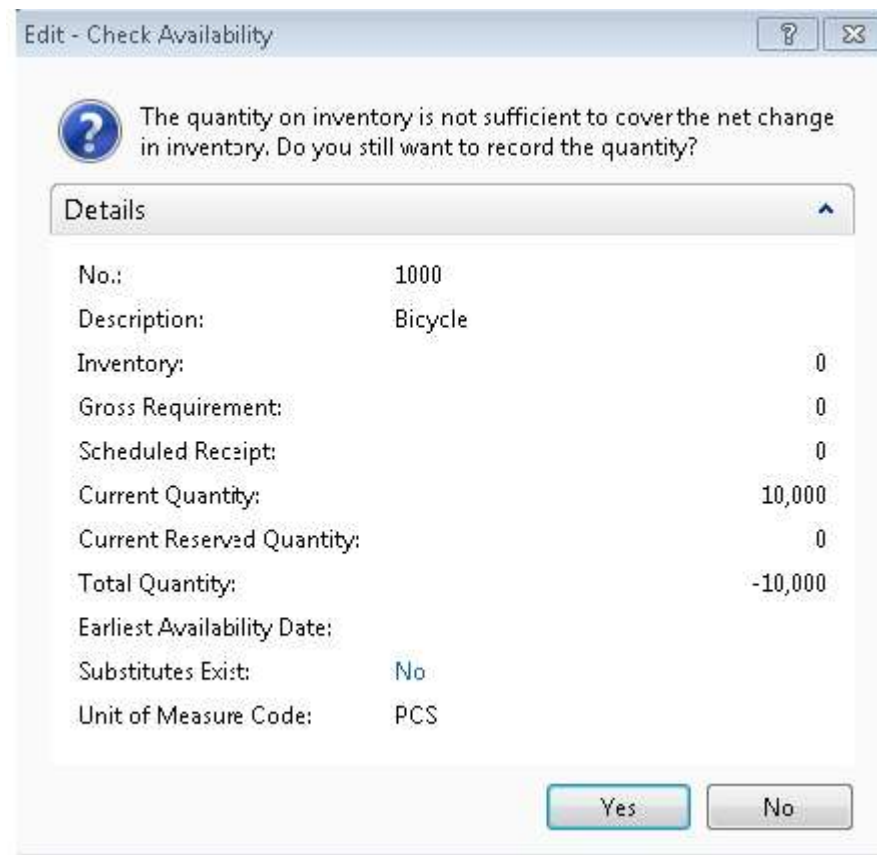 Edit - Check Availability
The quantity on inventory is not sufficient to cover the net change
in inventory. Do you still want to record the quantity?
Details
No.: 1000
Description: Bicycle
Inventory: 0
Gross Requirement: 0
Scheduled Receipt: 0
Current Quantity: 10,000
Current Reserved Quantity: 0
Total Quantity: -10,000
Earliest Availability Date:
Substitutes Exist: No
Unit of Measure Code: PCS
Yes No